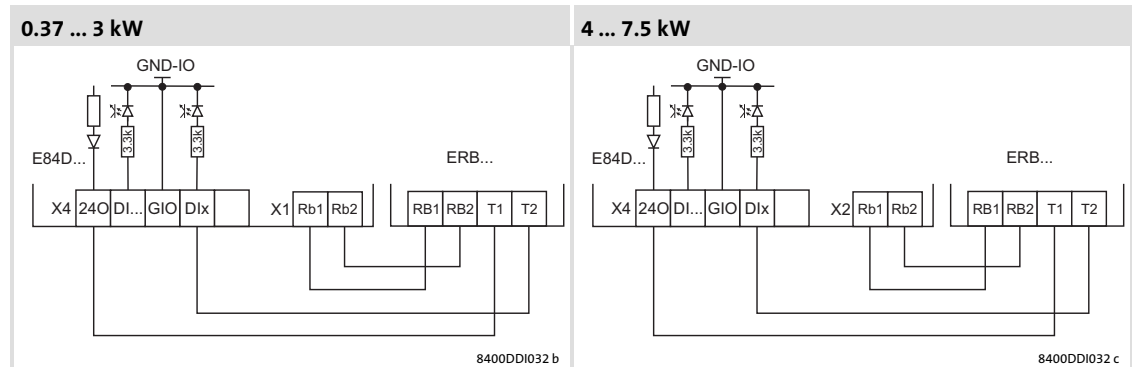 0.37 ... 3 kW
GND-IO
3.3k
3.3k
E84D...
ERB...
X4 24O DI... GIO DIx
X1 Rb1 Rb2
RB1 RB2 T1 T2
8400DDI032 b
4 ... 7.5 kW
GND-IO
3.3k
3.3k
E84D...
ERB...
X4 24O DI... GIO DIx
X2 Rb1 Rb2
RB1 RB2 T1 T2
8400DDI032 c